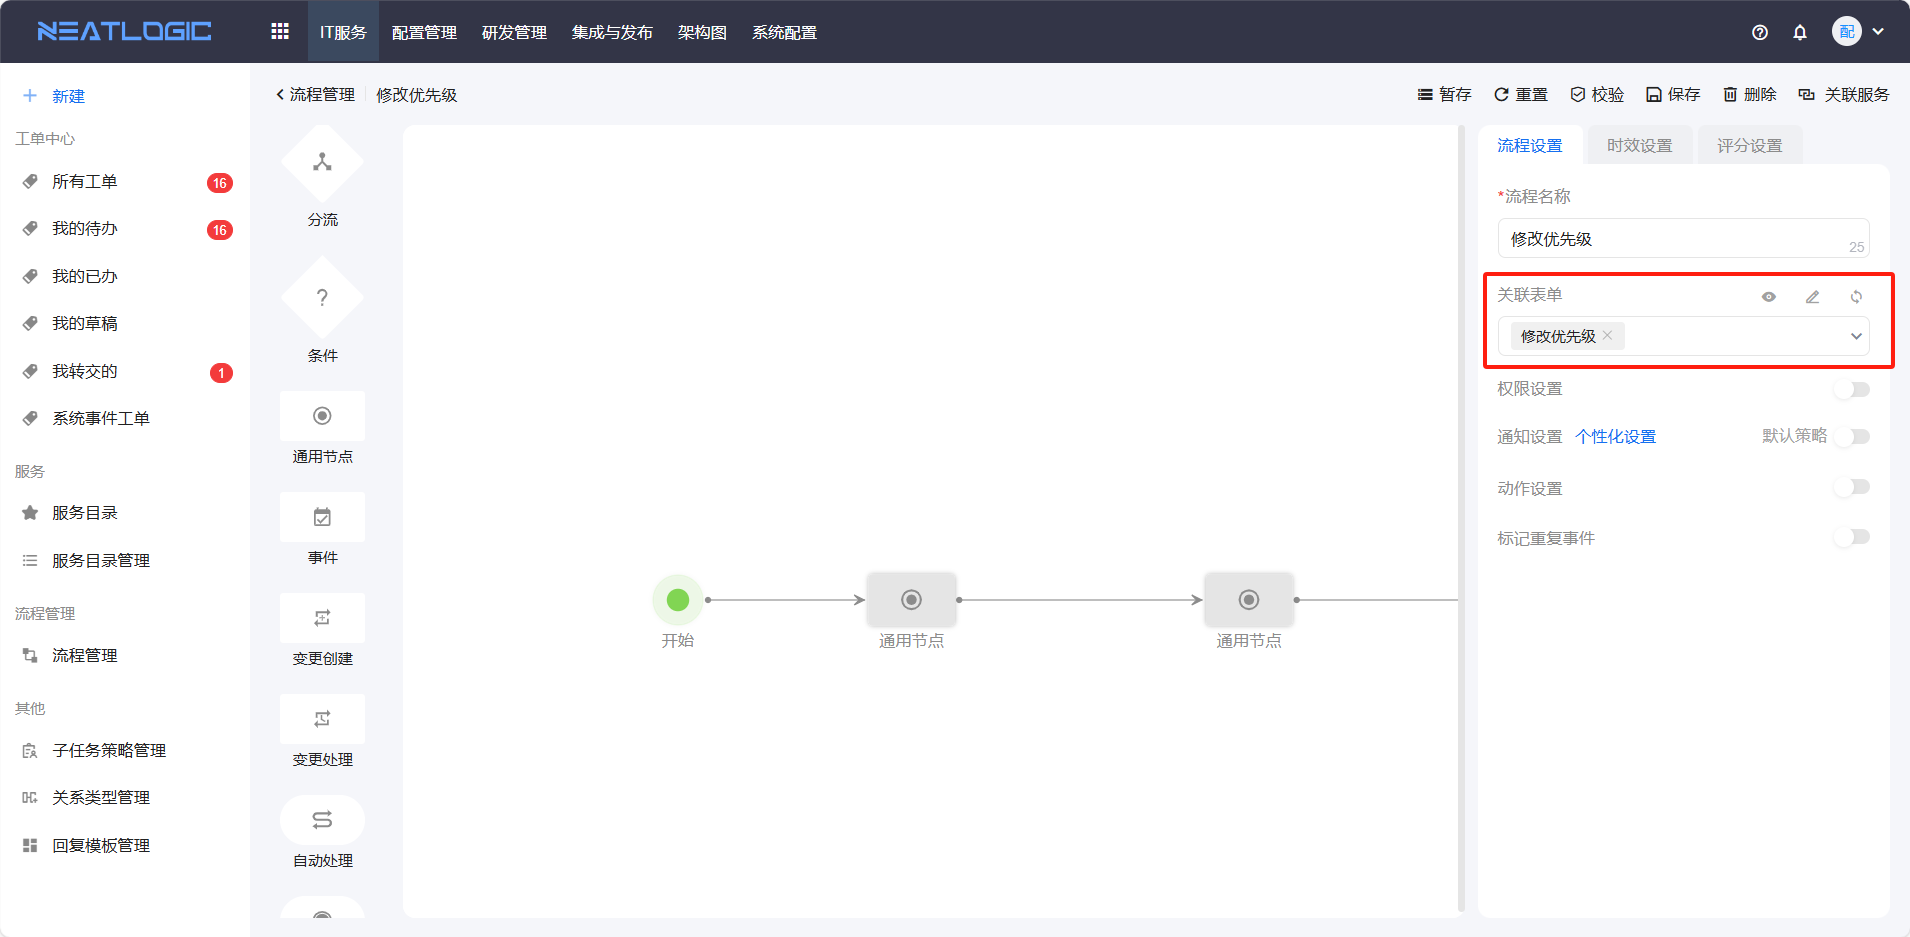 NEATLOGIC
IT服务 配置管理 研发管理 集成与发布 架构图 系统配置
配
新建
工单中心
所有工单 16
我的待办 16
我的已办
我的草稿
我转交的 1
系统事件工单
服务
服务目录
服务目录管理
流程管理
流程管理
其他
子任务策略管理
关系类型管理
回复模板管理
流程管理 修改优先级
暂存 重置 校验 保存 删除 关联服务
分流
?
条件
通用节点
事件
变更创建
变更处理
自动处理
开始
通用节点
通用节点
流程设置 时效设置 评分设置
*流程名称
修改优先级 25
关联表单
修改优先级
权限设置
通知设置 个性化设置 默认策略
动作设置
标记重复事件